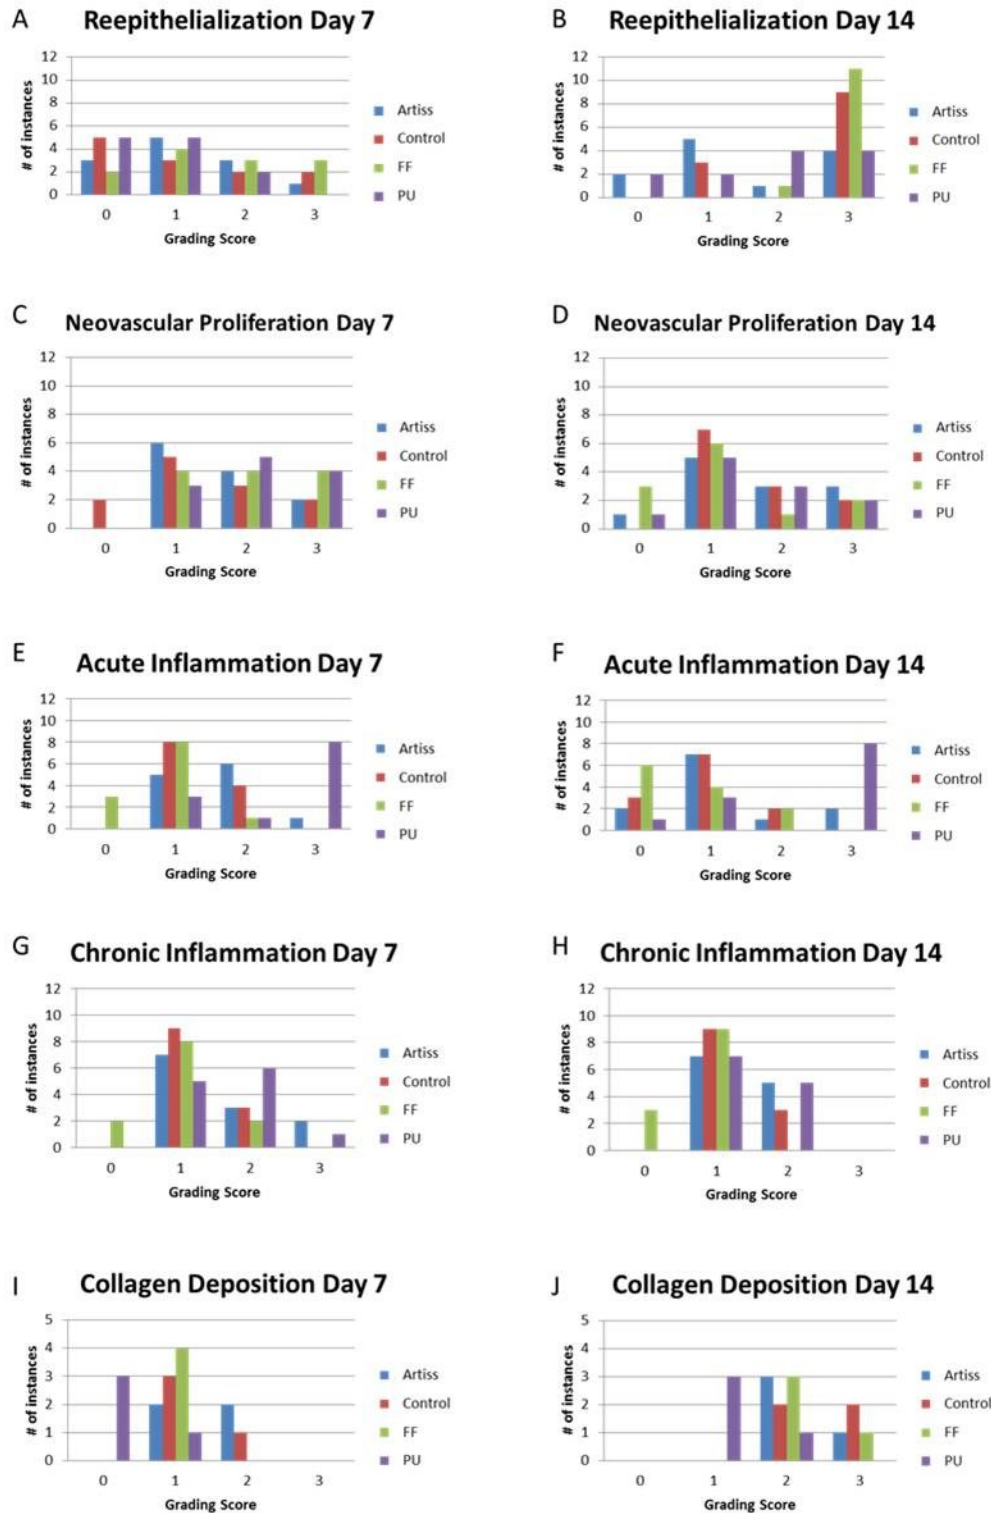 A Reepithelialization Day 7
12
10
8
6
4
2
0
# of instances
0 1 2 3
Grading Score
Artiss
Control
FF
PU
B Reepithelialization Day 14
12
10
8
6
4
2
0
# of instances
0 1 2 3
Grading Score
Artiss
Control
FF
PU
C Neovascular Proliferation Day 7
12
10
8
6
4
2
0
# of instances
0 1 2 3
Grading Score
Artiss
Control
FF
PU
D Neovascular Proliferation Day 14
12
10
8
6
4
2
0
# of instances
0 1 2 3
Grading Score
Artiss
Control
FF
PU
E Acute Inflammation Day 7
12
10
8
6
4
2
0
# of instances
0 1 2 3
Grading Score
Artiss
Control
FF
PU
F Acute Inflammation Day 14
12
10
8
6
4
2
0
# of instances
0 1 2 3
Grading Score
Artiss
Control
FF
PU
G Chronic Inflammation Day 7
12
10
8
6
4
2
0
# of instances
0 1 2 3
Grading Score
Artiss
Control
FF
PU
H Chronic Inflammation Day 14
12
10
8
6
4
2
0
# of instances
0 1 2 3
Grading Score
Artiss
Control
FF
PU
I Collagen Deposition Day 7
5
4
3
2
1
0
# of instances
0 1 2 3
Grading Score
Artiss
Control
FF
PU
J Collagen Deposition Day 14
5
4
3
2
1
0
# of instances
0 1 2 3
Grading Score
Artiss
Control
FF
PU